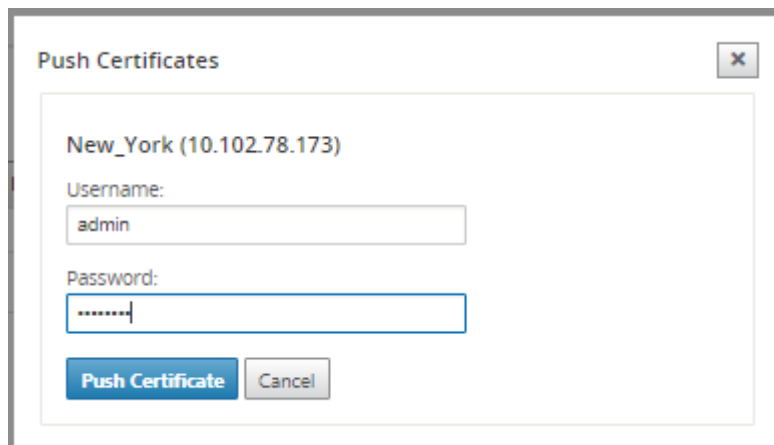 Push Certificates
New_York (10.102.78.173)
Username:
admin
Password:
••••••••
Push Certificate Cancel